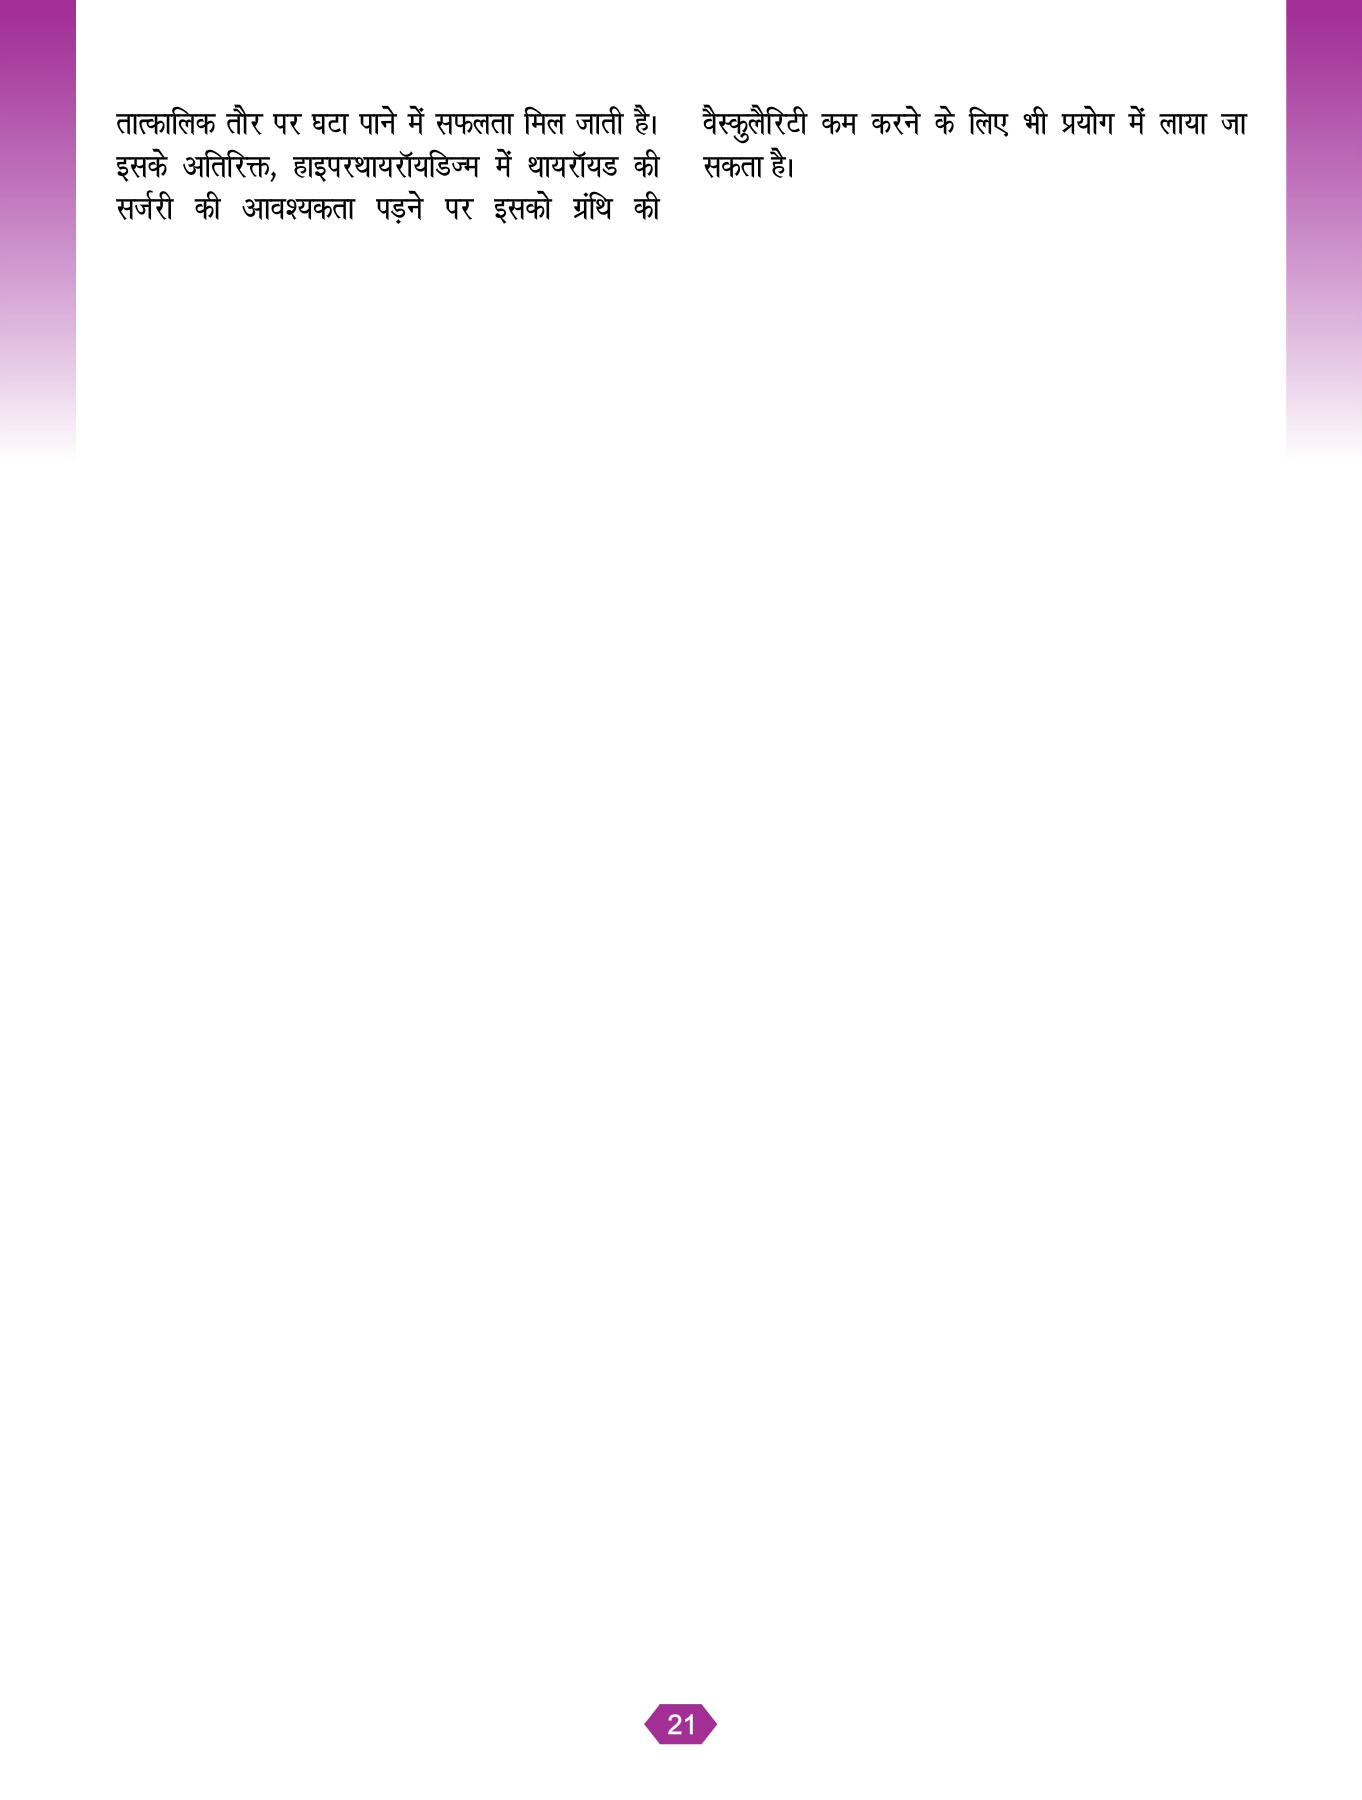 तात्कालिक तौर पर घटा पाने में सफलता मिल जाती है।
इसके अतिरिक्त, हाइपरथायरॉयडिज्म में थायरॉयड की
सर्जरी की आवश्यकता पड़ने पर इसको ग्रंथि की
वैस्कुलैरिटी कम करने के लिए भी प्रयोग में लाया जा
सकता है।
21